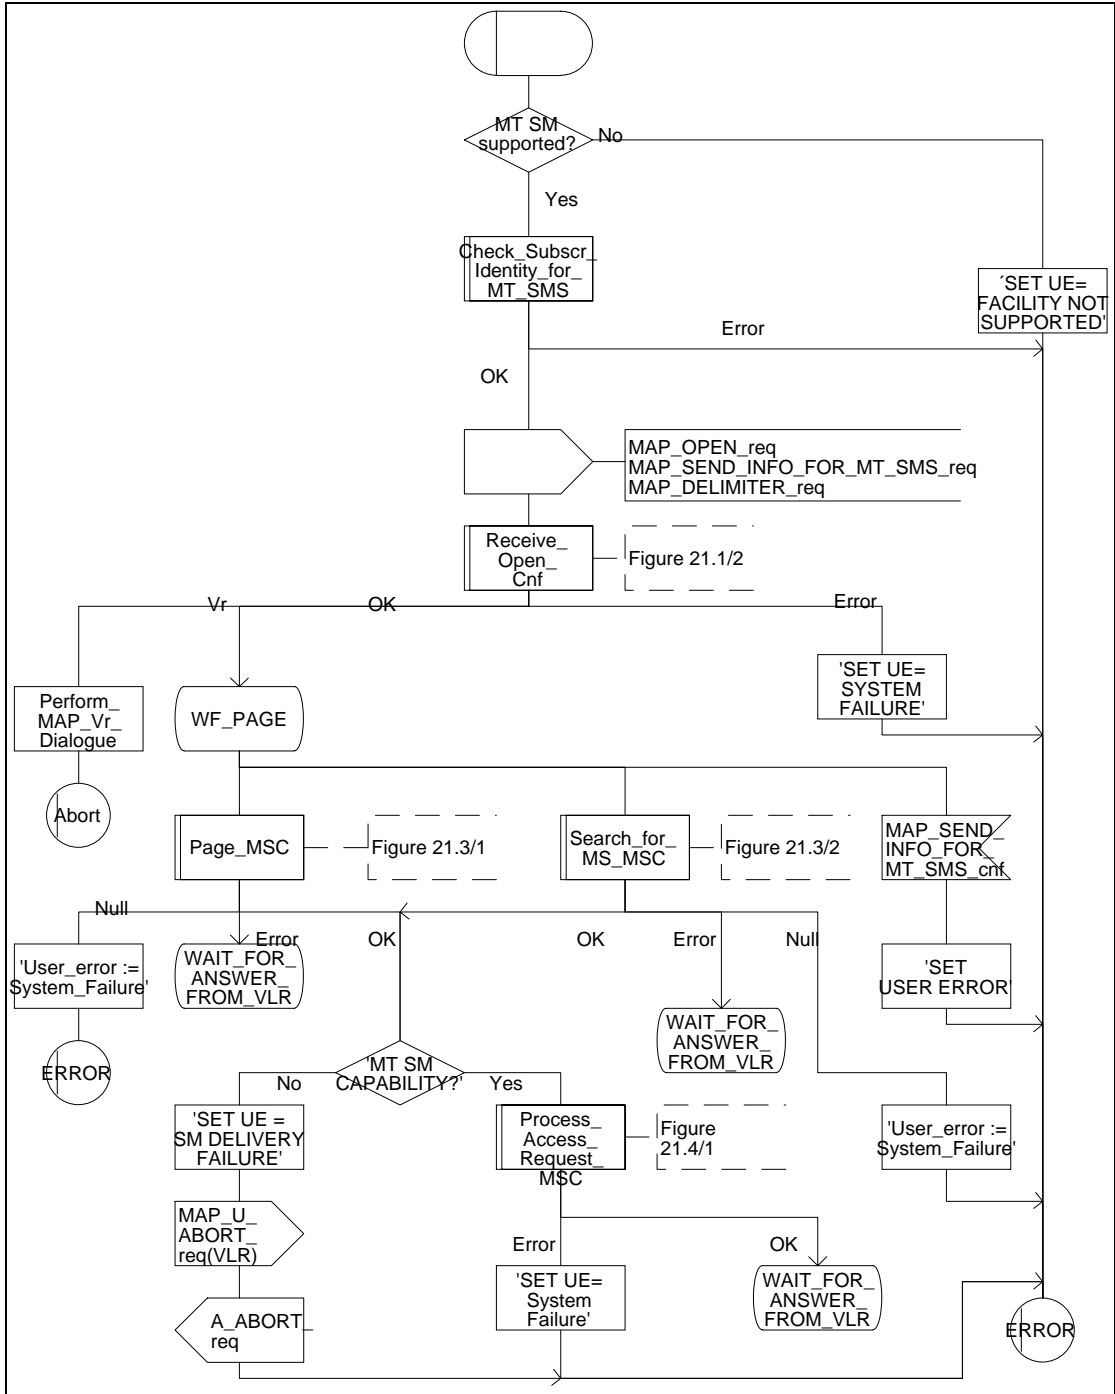 MT SM
supported?
No
Yes
Check_Subscr_
Identity_for_
MT_SMS
´SET UE=
FACILITY NOT
SUPPORTED'
Error
OK
MAP_OPEN_req
MAP_SEND_INFO_FOR_MT_SMS_req
MAP_DELIMITER_req
Receive_
Open_
Cnf
Figure 21.1/2
Vr
OK
Error
Perform_
MAP_Vr_
Dialogue
WF_PAGE
'SET UE=
SYSTEM
FAILURE'
Abort
Page_MSC
Figure 21.3/1
Search_for_
MS_MSC
Figure 21.3/2
MAP_SEND_
INFO_FOR_
MT_SMS_cnf
Null
Error
OK
OK
Error
Null
'User_error :=
System_Failure'
WAIT_FOR_
ANSWER_
FROM_VLR
'SET
USER ERROR'
WAIT_FOR_
ANSWER_
FROM_VLR
ERROR
'MT SM
CAPABILITY?'
No
Yes
'SET UE =
SM DELIVERY
FAILURE'
Process_
Access_
Request_
MSC
Figure
21.4/1
'User_error :=
System_Failure'
MAP_U_
ABORT_
req(VLR)
Error
OK
'SET UE=
System
Failure'
WAIT_FOR_
ANSWER_
FROM_VLR
A_ABORT_
req
ERROR